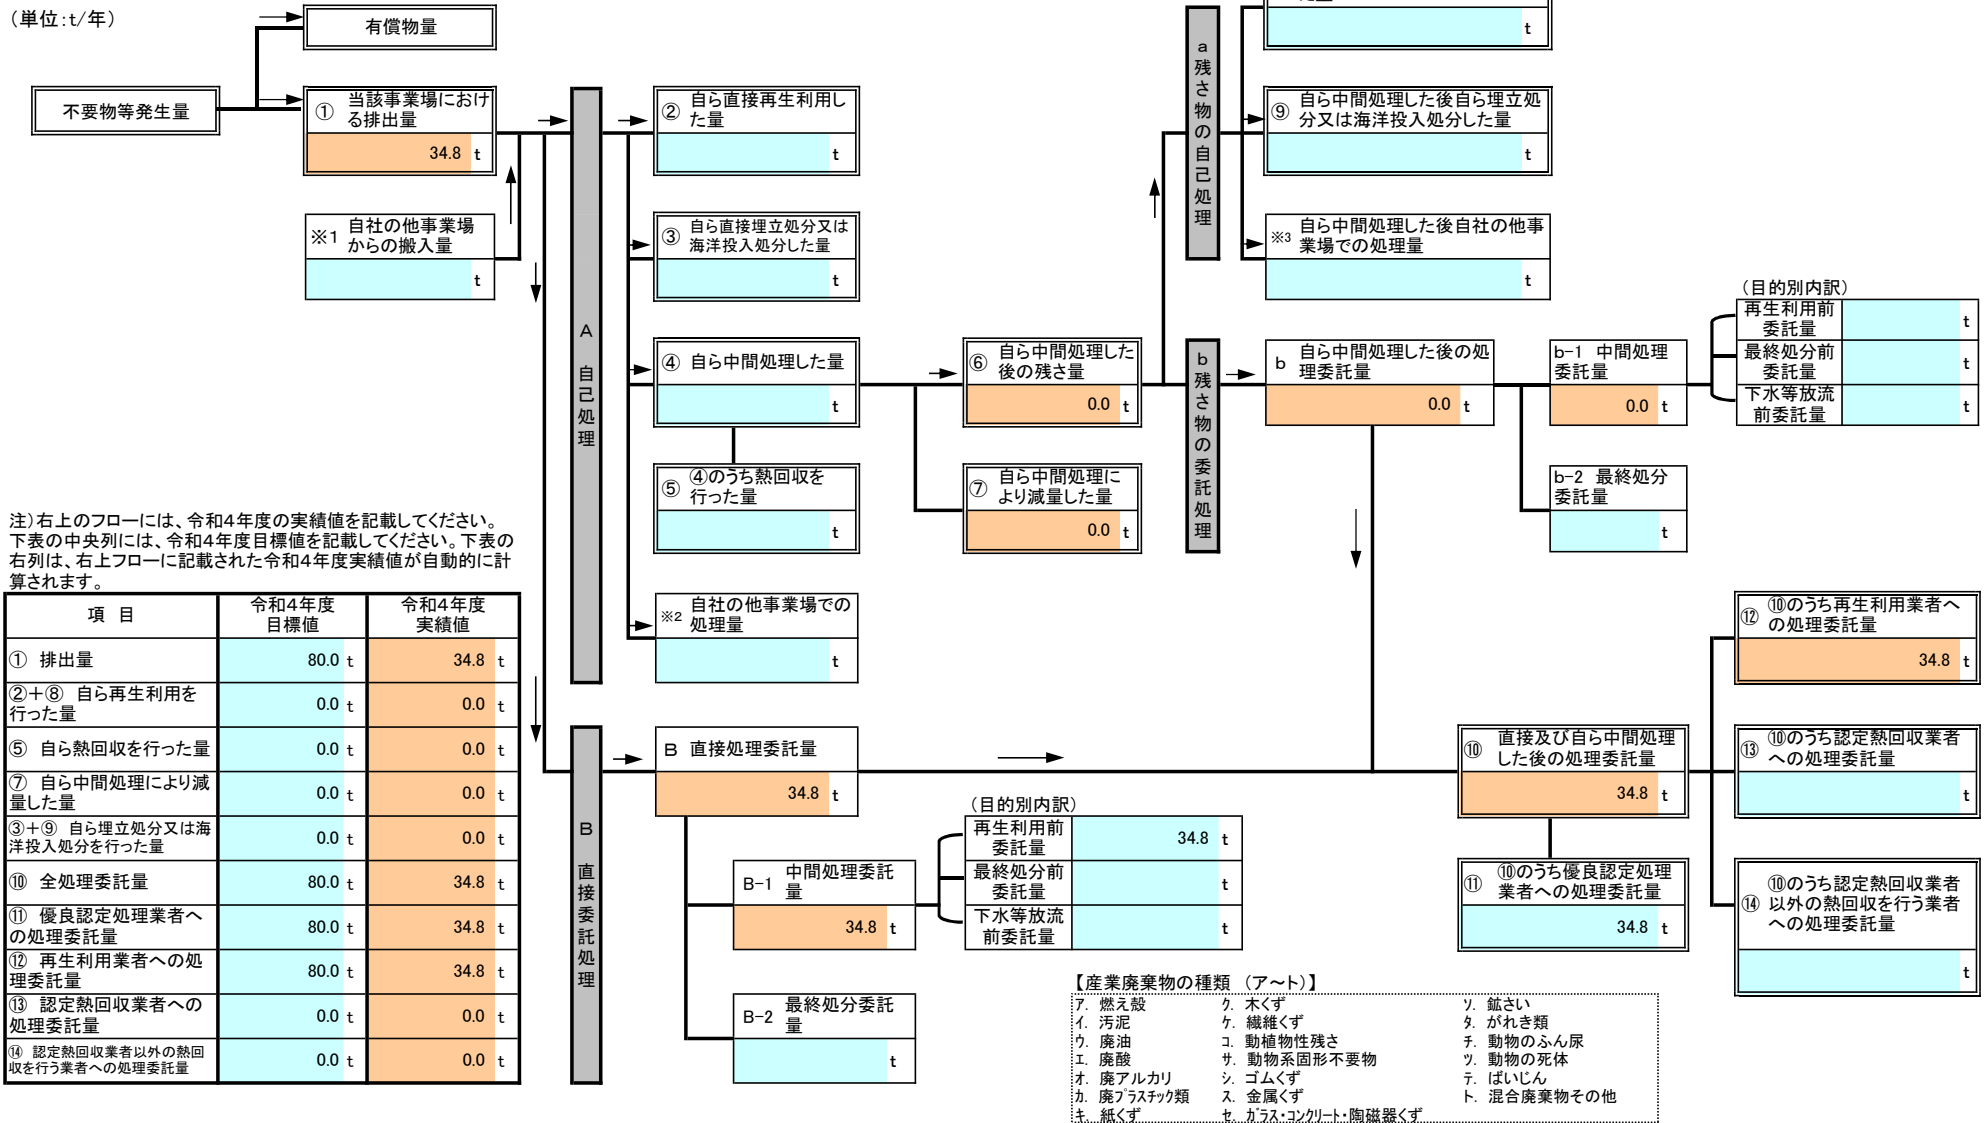 （単位：t/年）
有償物量
t
不要物等発生量
① 当該事業場におけ
る排出量
34.8 t
※1 自社の他事業場
からの搬入量
t
A 自己処理
② 自ら直接再生利用し
た量
t
③ 自ら直接埋立処分又は
海洋投入処分した量
t
④ 自ら中間処理した量
t
⑤ ④のうち熱回収を
行った量
t
※2 自社の他事業場での
処理量
t
⑥ 自ら中間処理した
後の残さ量
0.0 t
⑦ 自ら中間処理に
より減量した量
0.0 t
a 残さ物の自己処理
⑨ 自ら中間処理した後自ら埋立処
分又は海洋投入処分した量
t
※3 自ら中間処理した後自社の他事
業場での処理量
t
b 残さ物の委託処理
b 自ら中間処理した後の処
理委託量
0.0 t
b-1 中間処理
委託量
0.0 t
b-2 最終処分
委託量
t
（目的別内訳）
再生利用前
委託量 t
最終処分前
委託量 t
下水等放流
前委託量 t
注）右上のフローには、令和４年度の実績値を記載してください。
下表の中央列には、令和４年度目標値を記載してください。下表の
右列は、右上フローに記載された令和４年度実績値が自動的に計
算されます。
項 目 令和４年度
目標値 令和４年度
実績値
① 排出量 80.0 t 34.8 t
②＋⑧ 自ら再生利用を
行った量 0.0 t 0.0 t
⑤ 自ら熱回収を行った量 0.0 t 0.0 t
⑦ 自ら中間処理により減
量した量 0.0 t 0.0 t
③＋⑨ 自ら埋立処分又は海
洋投入処分を行った量 0.0 t 0.0 t
⑩ 全処理委託量 80.0 t 34.8 t
⑪ 優良認定処理業者へ
の処理委託量 80.0 t 34.8 t
⑫ 再生利用業者への処
理委託量 80.0 t 34.8 t
⑬ 認定熱回収業者への
処理委託量 0.0 t 0.0 t
⑭ 認定熱回収業者以外の熱回
収を行う業者への処理委託量 0.0 t 0.0 t
B 直接委託処理
B 直接処理委託量
34.8 t
B-1 中間処理委託
量
34.8 t
B-2 最終処分委託
量
t
（目的別内訳）
再生利用前
委託量 34.8 t
最終処分前
委託量 t
下水等放流
前委託量 t
⑩ 直接及び自ら中間処理
した後の処理委託量
34.8 t
⑪ ⑩のうち優良認定処理
業者への処理委託量
34.8 t
⑫ ⑩のうち再生利用業者へ
の処理委託量
34.8 t
⑬ ⑩のうち認定熱回収業者
への処理委託量
t
⑭ ⑩のうち認定熱回収業者
以外の熱回収を行う業者
への処理委託量
t
【産業廃棄物の種類 （ア～ト）】
ｱ. 燃え殻 ｸ. 木くず ｿ. 鉱さい
ｲ. 汚泥 ｹ. 繊維くず ﾀ. がれき類
ｳ. 廃油 ｺ. 動植物性残さ ﾁ. 動物のふん尿
ｴ. 廃酸 ｻ. 動物系固形不要物 ﾂ. 動物の死体
ｵ. 廃アルカリ ｼ. ゴムくず ﾃ. ばいじん
ｶ. 廃ﾌﾟﾗｽﾁｯｸ類 ｽ. 金属くず ﾄ. 混合廃棄物その他
ｷ. 紙くず ｾ. ｶﾞﾗｽ・ｺﾝｸﾘｰﾄ・陶磁器くず